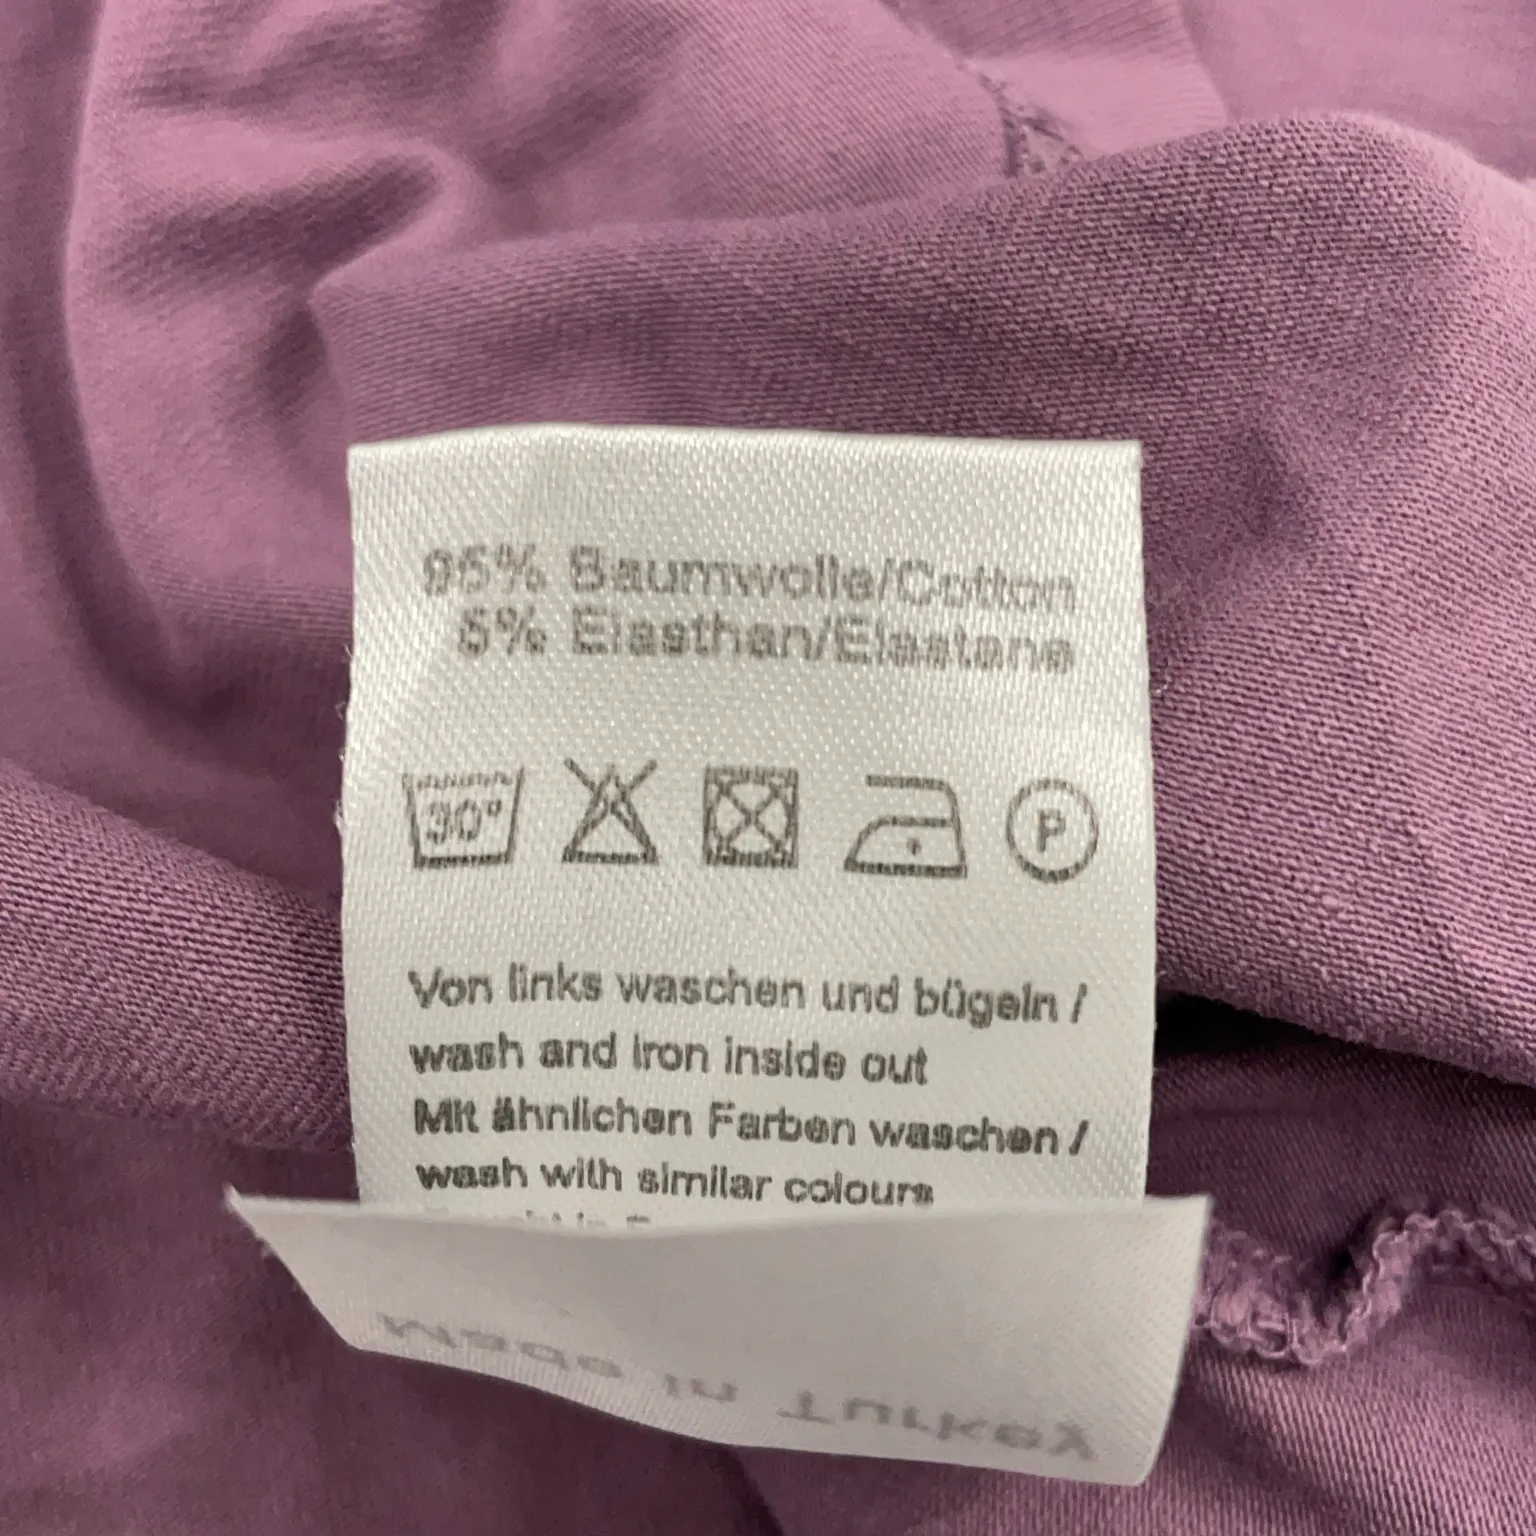 95% Baumwolle/Cotton
5% Elasthan/Elastane
30°
P
Von links waschen und bügeln /
wash and iron inside out
Mit ähnlichen Farben waschen /
wash with similar colours
Made in Turkey